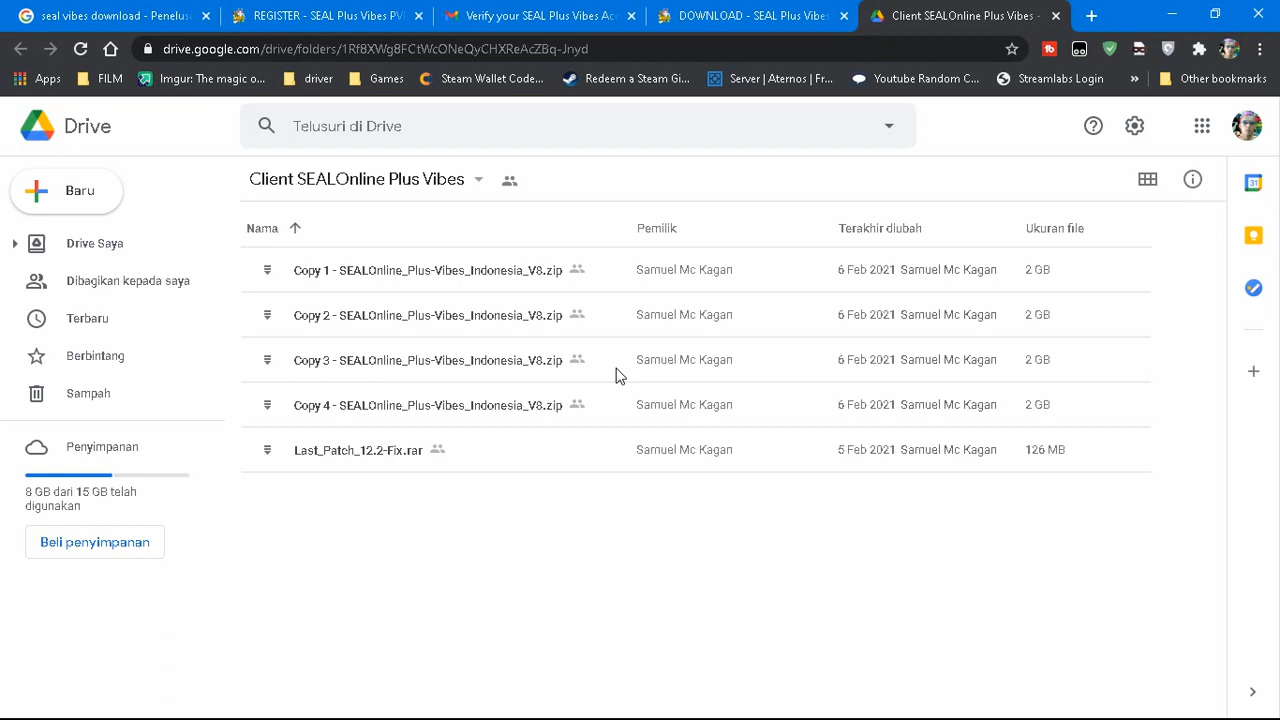 seal vibes download - Penelus
REGISTER - SEAL Plus Vibes PVI
Verify your SEAL Plus Vibes Acc
DOWNLOAD - SEAL Plus Vibes
Client SEALOnline Plus Vibes -
drive.google.com/drive/folders/1Rf8XWg8FCtWcONeQyCHXReAcZBq-Jnyd
Apps
FILM
Imgur: The magic o...
driver
Games
Steam Wallet Code...
Redeem a Steam Gi...
Server | Aternos | Fr...
Youtube Random C...
Streamlabs Login
»
Other bookmarks
Drive
Telusuri di Drive
Baru
Client SEALOnline Plus Vibes
Nama
Pemilik
Terakhir diubah
Ukuran file
Drive Saya
Copy 1 - SEALOnline_Plus-Vibes_Indonesia_V8.zip
Samuel Mc Kagan
6 Feb 2021 Samuel Mc Kagan
2 GB
Dibagikan kepada saya
Copy 2 - SEALOnline_Plus-Vibes_Indonesia_V8.zip
Samuel Mc Kagan
6 Feb 2021 Samuel Mc Kagan
2 GB
Terbaru
Berbintang
Copy 3 - SEALOnline_Plus-Vibes_Indonesia_V8.zip
Samuel Mc Kagan
6 Feb 2021 Samuel Mc Kagan
2 GB
Sampah
Copy 4 - SEALOnline_Plus-Vibes_Indonesia_V8.zip
Samuel Mc Kagan
6 Feb 2021 Samuel Mc Kagan
2 GB
Penyimpanan
Last_Patch_12.2-Fix.rar
Samuel Mc Kagan
5 Feb 2021 Samuel Mc Kagan
126 MB
8 GB dari 15 GB telah
digunakan
Beli penyimpanan
31